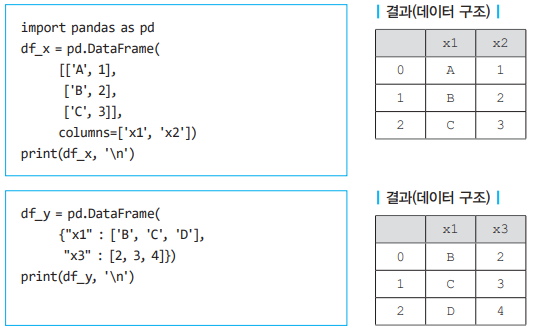 import pandas as pd
df_x = pd.DataFrame(
[['A', 1],
['B', 2],
['C', 3]],
columns=['x1', 'x2'])
print(df_x, '\n')
결과(데이터 구조)
x1 x2
0 A 1
1 B 2
2 C 3
df_y = pd.DataFrame(
{"x1" : ['B', 'C', 'D'],
"x3" : [2, 3, 4]})
print(df_y, '\n')
결과(데이터 구조)
x1 x3
0 B 2
1 C 3
2 D 4